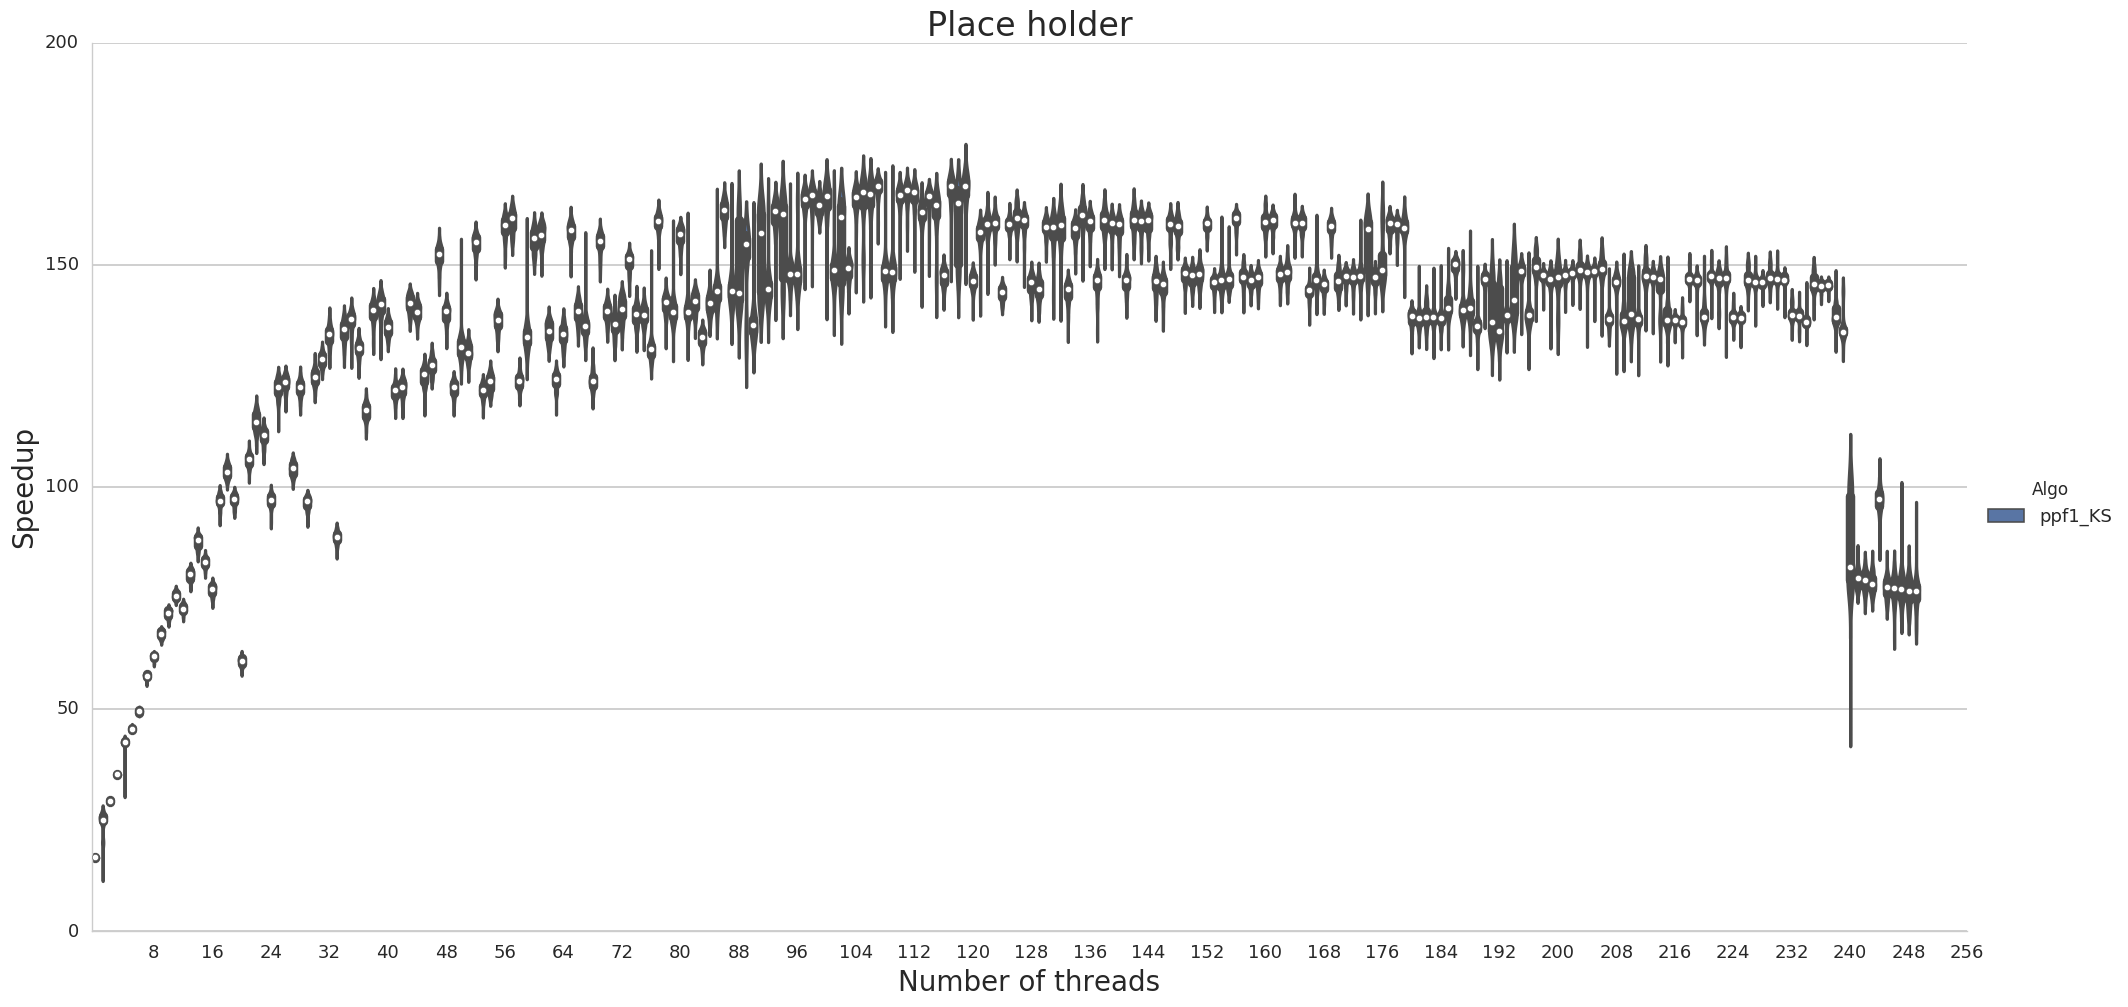 Place holder
200
150
100
50
0
Speedup
8 16 24 32 40 48 56 64 72 80 88 96 104 112 120 128 136 144 152 160 168 176 184 192 200 208 216 224 232 240 248 256
Number of threads
Algo
ppf1_KS